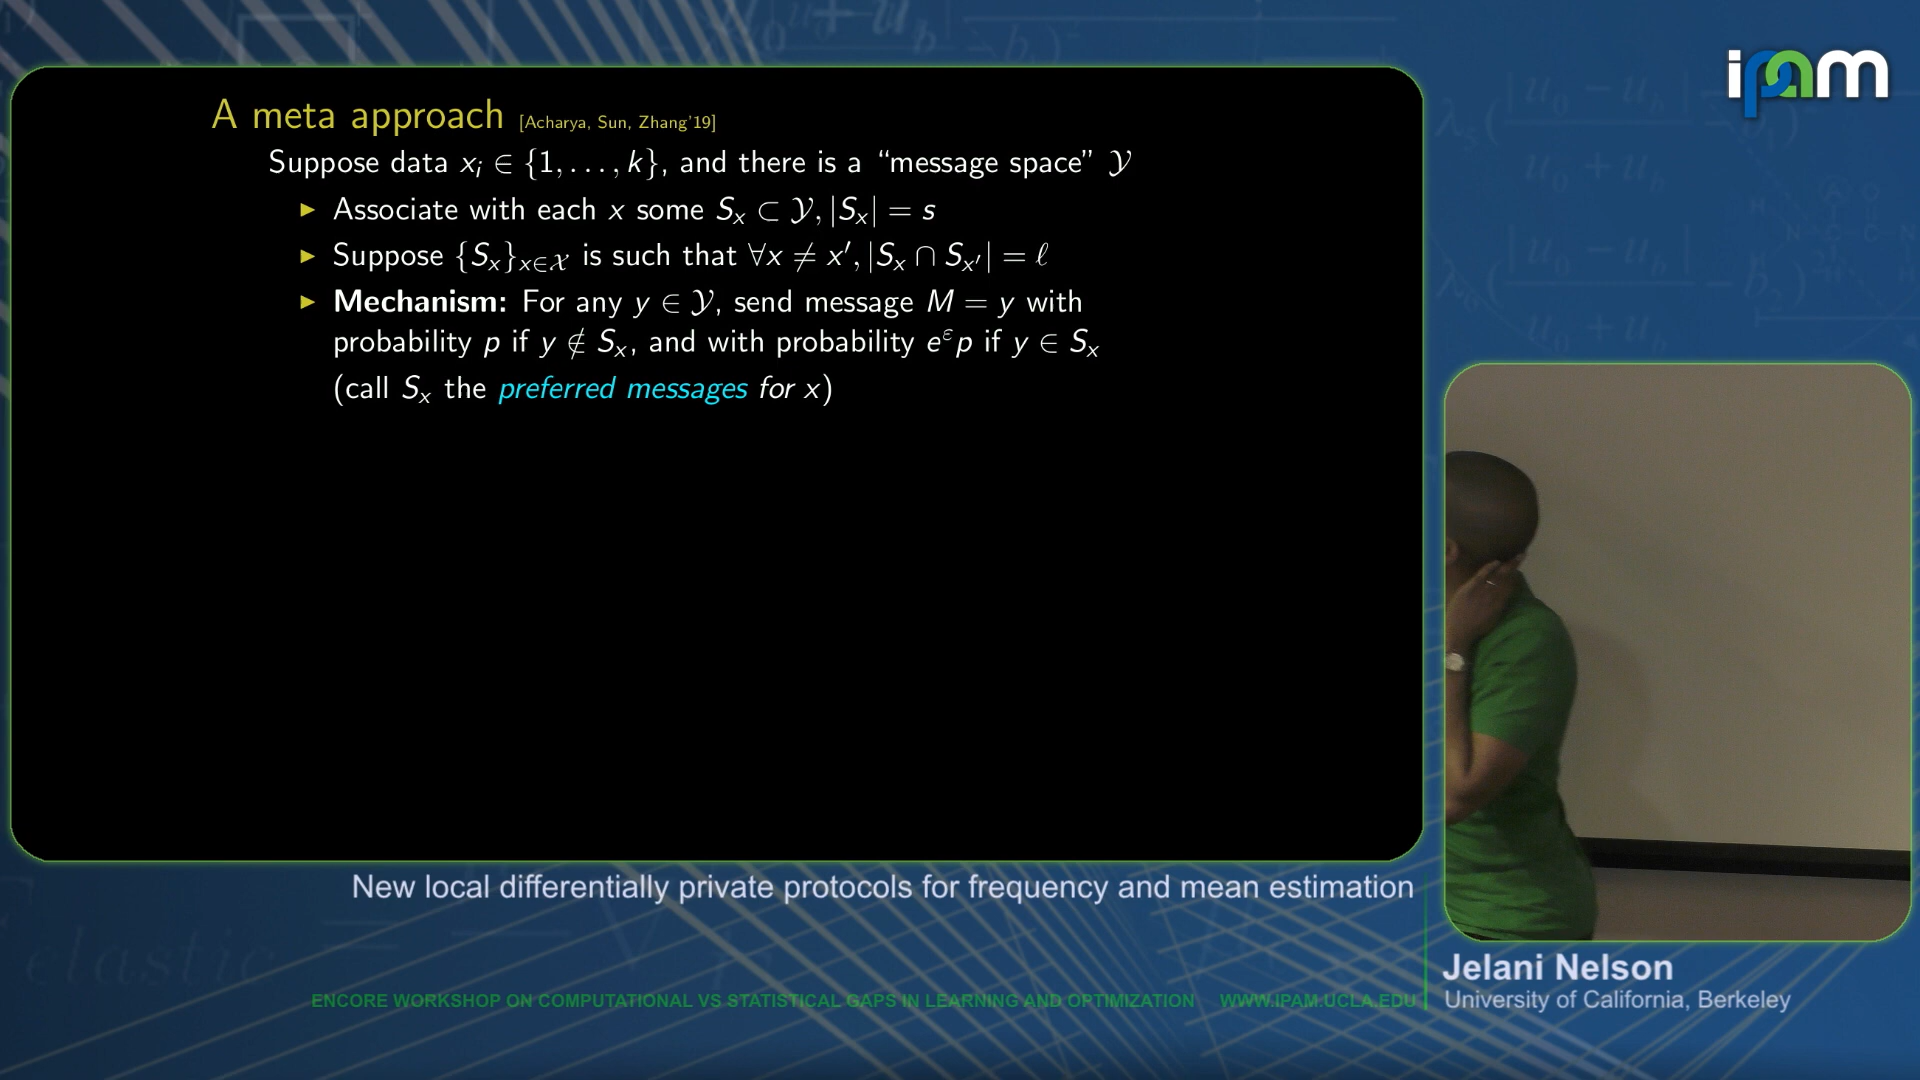 ipam
A meta approach [Acharya, Sun, Zhang'19]
Suppose data xᵢ ∈ {1, . . . , k}, and there is a “message space” 𝒴
▶ Associate with each x some Sₓ ⊂ 𝒴, |Sₓ| = s
▶ Suppose {Sₓ}ₓ∈𝒳 is such that ∀x ≠ x′, |Sₓ ∩ Sₓ′| = ℓ
▶ Mechanism: For any y ∈ 𝒴, send message M = y with
probability p if y ∉ Sₓ, and with probability e^ε p if y ∈ Sₓ
(call Sₓ the preferred messages for x)
New local differentially private protocols for frequency and mean estimation
Jelani Nelson
University of California, Berkeley
ENCORE WORKSHOP ON COMPUTATIONAL VS STATISTICAL GAPS IN LEARNING AND OPTIMIZATION WWW.IPAM.UCLA.EDU
elastic